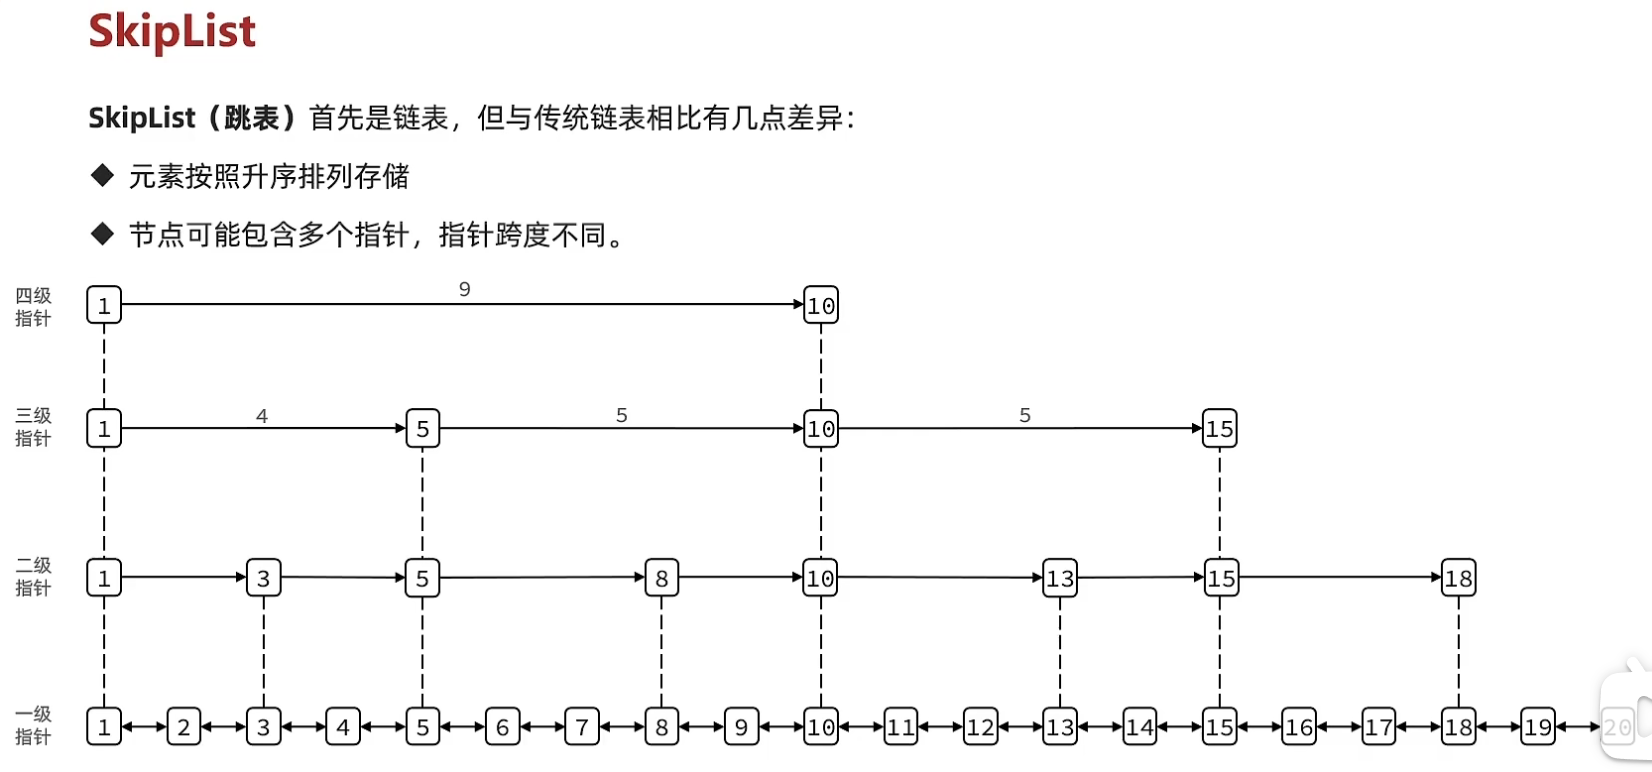 SkipList
SkipList（跳表）首先是链表，但与传统链表相比有几点差异：
元素按照升序排列存储
节点可能包含多个指针，指针跨度不同。
四级
指针
1 9 10
三级
指针
1 4 5 5 10 5 15
二级
指针
1 3 5 8 10 13 15 18
一级
指针
1 2 3 4 5 6 7 8 9 10 11 12 13 14 15 16 17 18 19 20